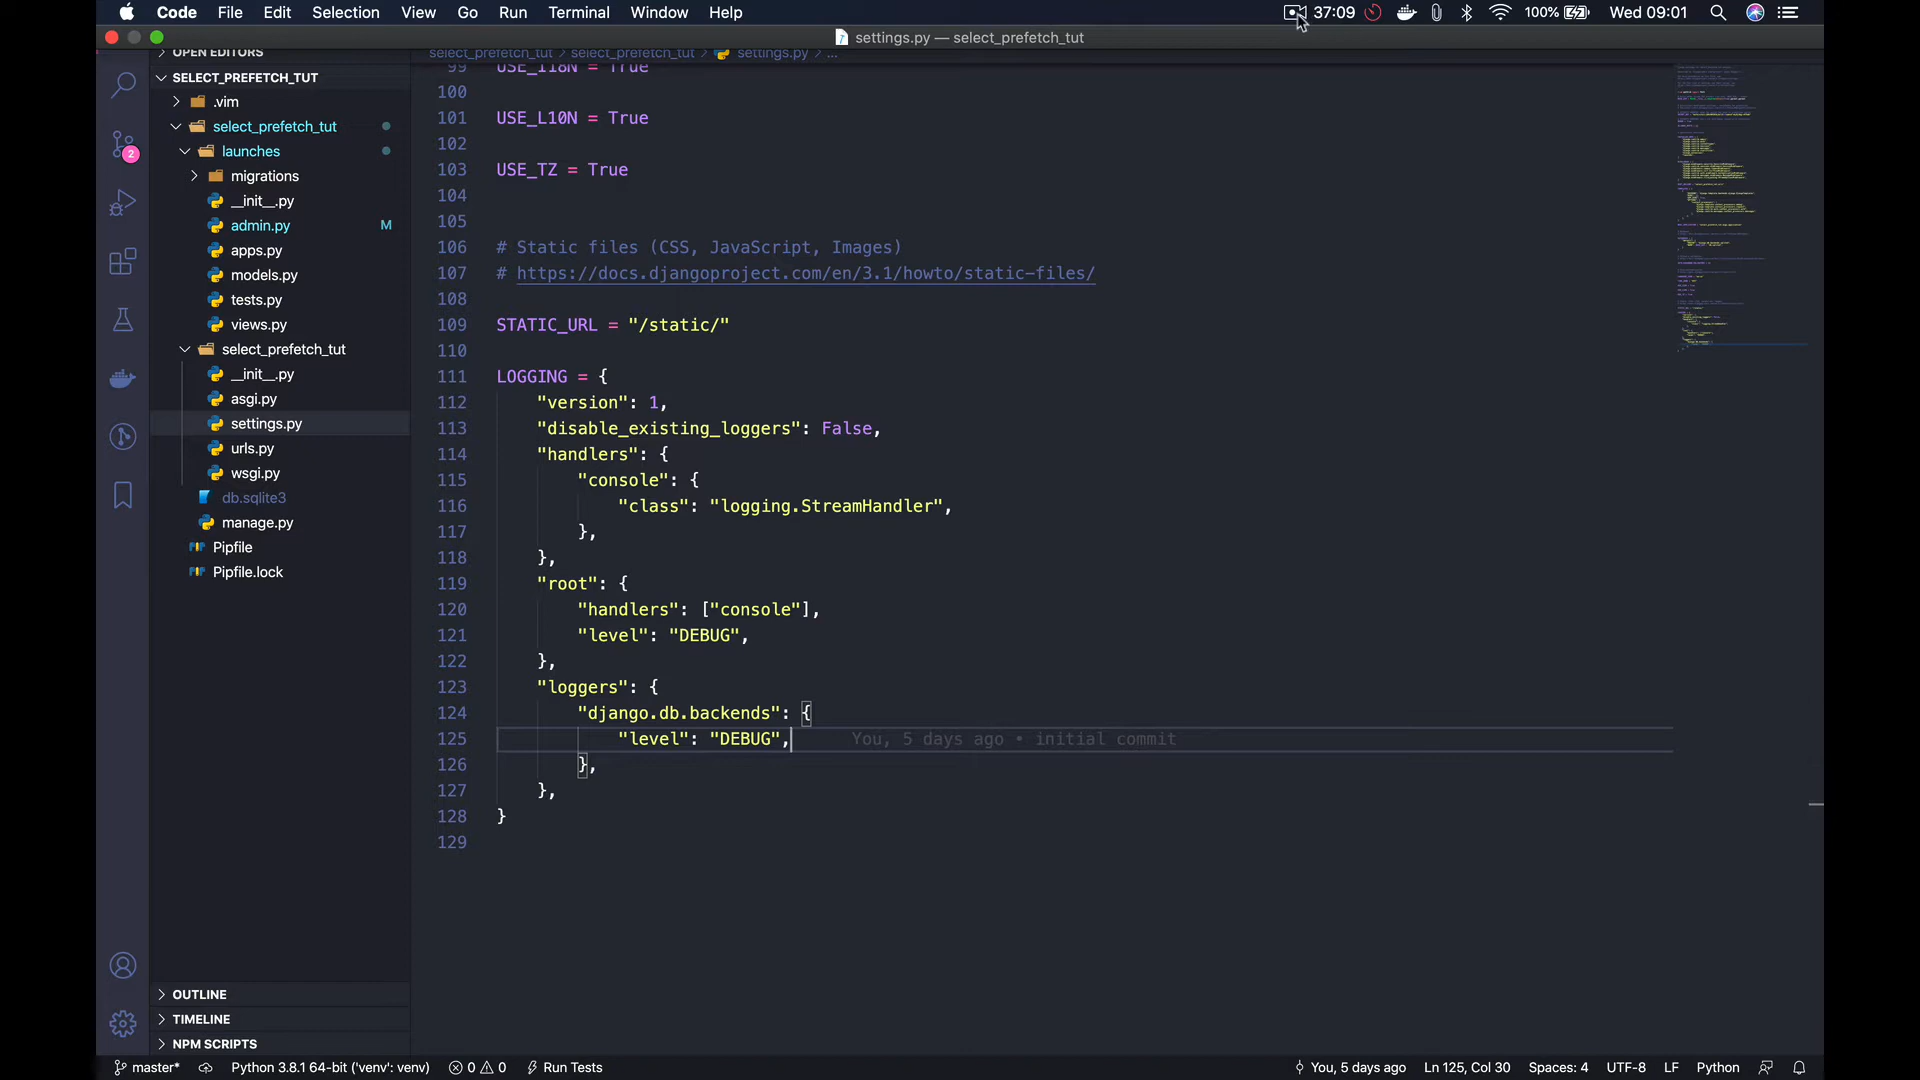 Code File Edit Selection View Go Run Terminal Window Help 37:09 100% Wed 09:01
settings.py — select_prefetch_tut
OPEN EDITORS
SELECT_PREFETCH_TUT
.vim
select_prefetch_tut
launches
migrations
__init__.py
admin.py M
apps.py
models.py
tests.py
views.py
select_prefetch_tut
__init__.py
asgi.py
settings.py
urls.py
wsgi.py
db.sqlite3
manage.py
Pipfile
Pipfile.lock
OUTLINE
TIMELINE
NPM SCRIPTS
2
select_prefetch_tut > select_prefetch_tut > settings.py > ...
99 USE_I18N = True
100
101 USE_L10N = True
102
103 USE_TZ = True
104
105
106 # Static files (CSS, JavaScript, Images)
107 # https://docs.djangoproject.com/en/3.1/howto/static-files/
108
109 STATIC_URL = "/static/"
110
111 LOGGING = {
112 "version": 1,
113 "disable_existing_loggers": False,
114 "handlers": {
115 "console": {
116 "class": "logging.StreamHandler",
117 },
118 },
119 "root": {
120 "handlers": ["console"],
121 "level": "DEBUG",
122 },
123 "loggers": {
124 "django.db.backends": {
125 "level": "DEBUG", You, 5 days ago • initial commit
126 },
127 },
128 }
129
master* Python 3.8.1 64-bit ('venv': venv) 0 0 Run Tests You, 5 days ago Ln 125, Col 30 Spaces: 4 UTF-8 LF Python